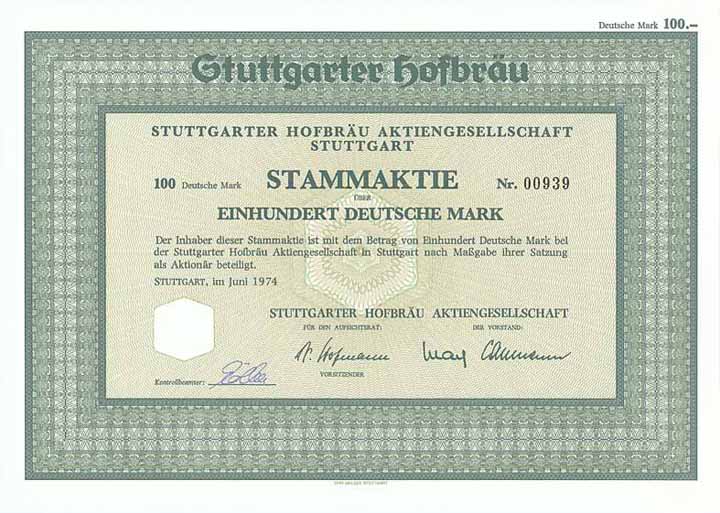 Deutsche Mark 100.–
Stuttgarter Hofbräu
STUTTGARTER HOFBRÄU AKTIENGESELLSCHAFT
STUTTGART
100 Deutsche Mark STAMMAKTIE Nr. 00939
ÜBER
EINHUNDERT DEUTSCHE MARK
Der Inhaber dieser Stammaktie ist mit dem Betrag von Einhundert Deutsche Mark bei
der Stuttgarter Hofbräu Aktiengesellschaft in Stuttgart nach Maßgabe ihrer Satzung
als Aktionär beteiligt.
STUTTGART, im Juni 1974
STUTTGARTER HOFBRÄU AKTIENGESELLSCHAFT
FÜR DEN AUFSICHTSRAT: DER VORSTAND:
VORSITZENDER
Kontrollbeamter: